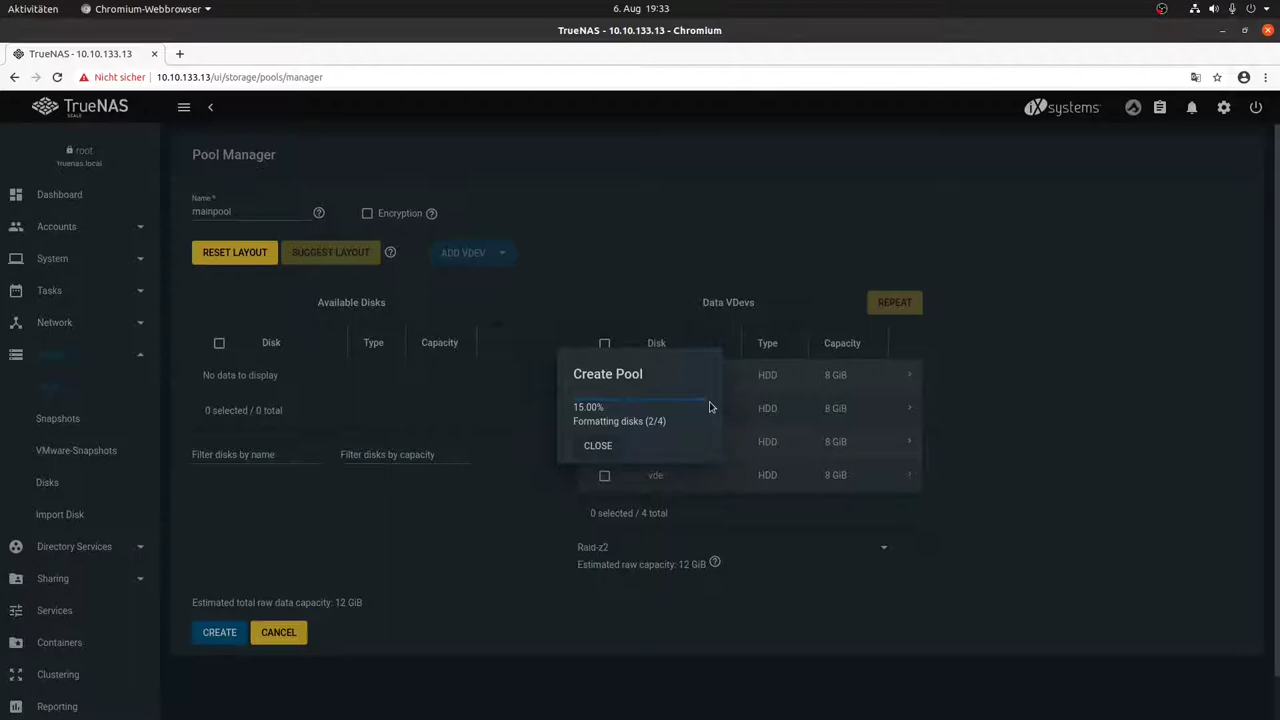 Aktivitäten
Chromium-Webbrowser
6. Aug 19:33
TrueNAS - 10.10.133.13 - Chromium
TrueNAS - 10.10.133.13
Nicht sicher
10.10.133.13/ui/storage/pools/manager
TrueNAS
SCALE
iXsystems
root
Truenas.local
Dashboard
Accounts
System
Tasks
Network
Snapshots
VMware-Snapshots
Disks
Import Disk
Directory Services
Sharing
Services
Containers
Clustering
Reporting
Pool Manager
Name *
mainpool
Encryption
RESET LAYOUT
SUGGEST LAYOUT
ADD VDEV
Available Disks
Disk Type Capacity
No data to display
0 selected / 0 total
Filter disks by name
Filter disks by capacity
Data VDevs
REPEAT
Disk Type Capacity
HDD 8 GiB
HDD 8 GiB
HDD 8 GiB
vde HDD 8 GiB
0 selected / 4 total
Raid-z2
Estimated raw capacity: 12 GiB
Create Pool
15.00%
Formatting disks (2/4)
CLOSE
Estimated total raw data capacity: 12 GiB
CREATE
CANCEL